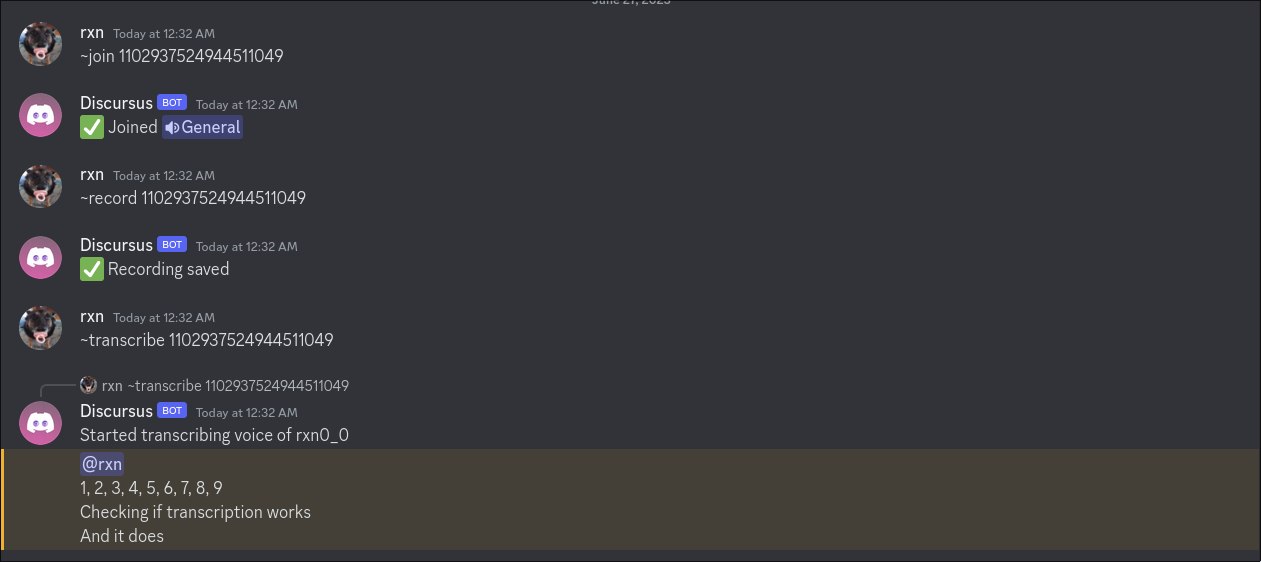 June 27, 2023
rxn Today at 12:32 AM
~join 1102937524944511049
Discursus BOT Today at 12:32 AM
✅ Joined General
rxn Today at 12:32 AM
~record 1102937524944511049
Discursus BOT Today at 12:32 AM
✅ Recording saved
rxn Today at 12:32 AM
~transcribe 1102937524944511049
rxn ~transcribe 1102937524944511049
Discursus BOT Today at 12:32 AM
Started transcribing voice of rxn0_0
@rxn
1, 2, 3, 4, 5, 6, 7, 8, 9
Checking if transcription works
And it does